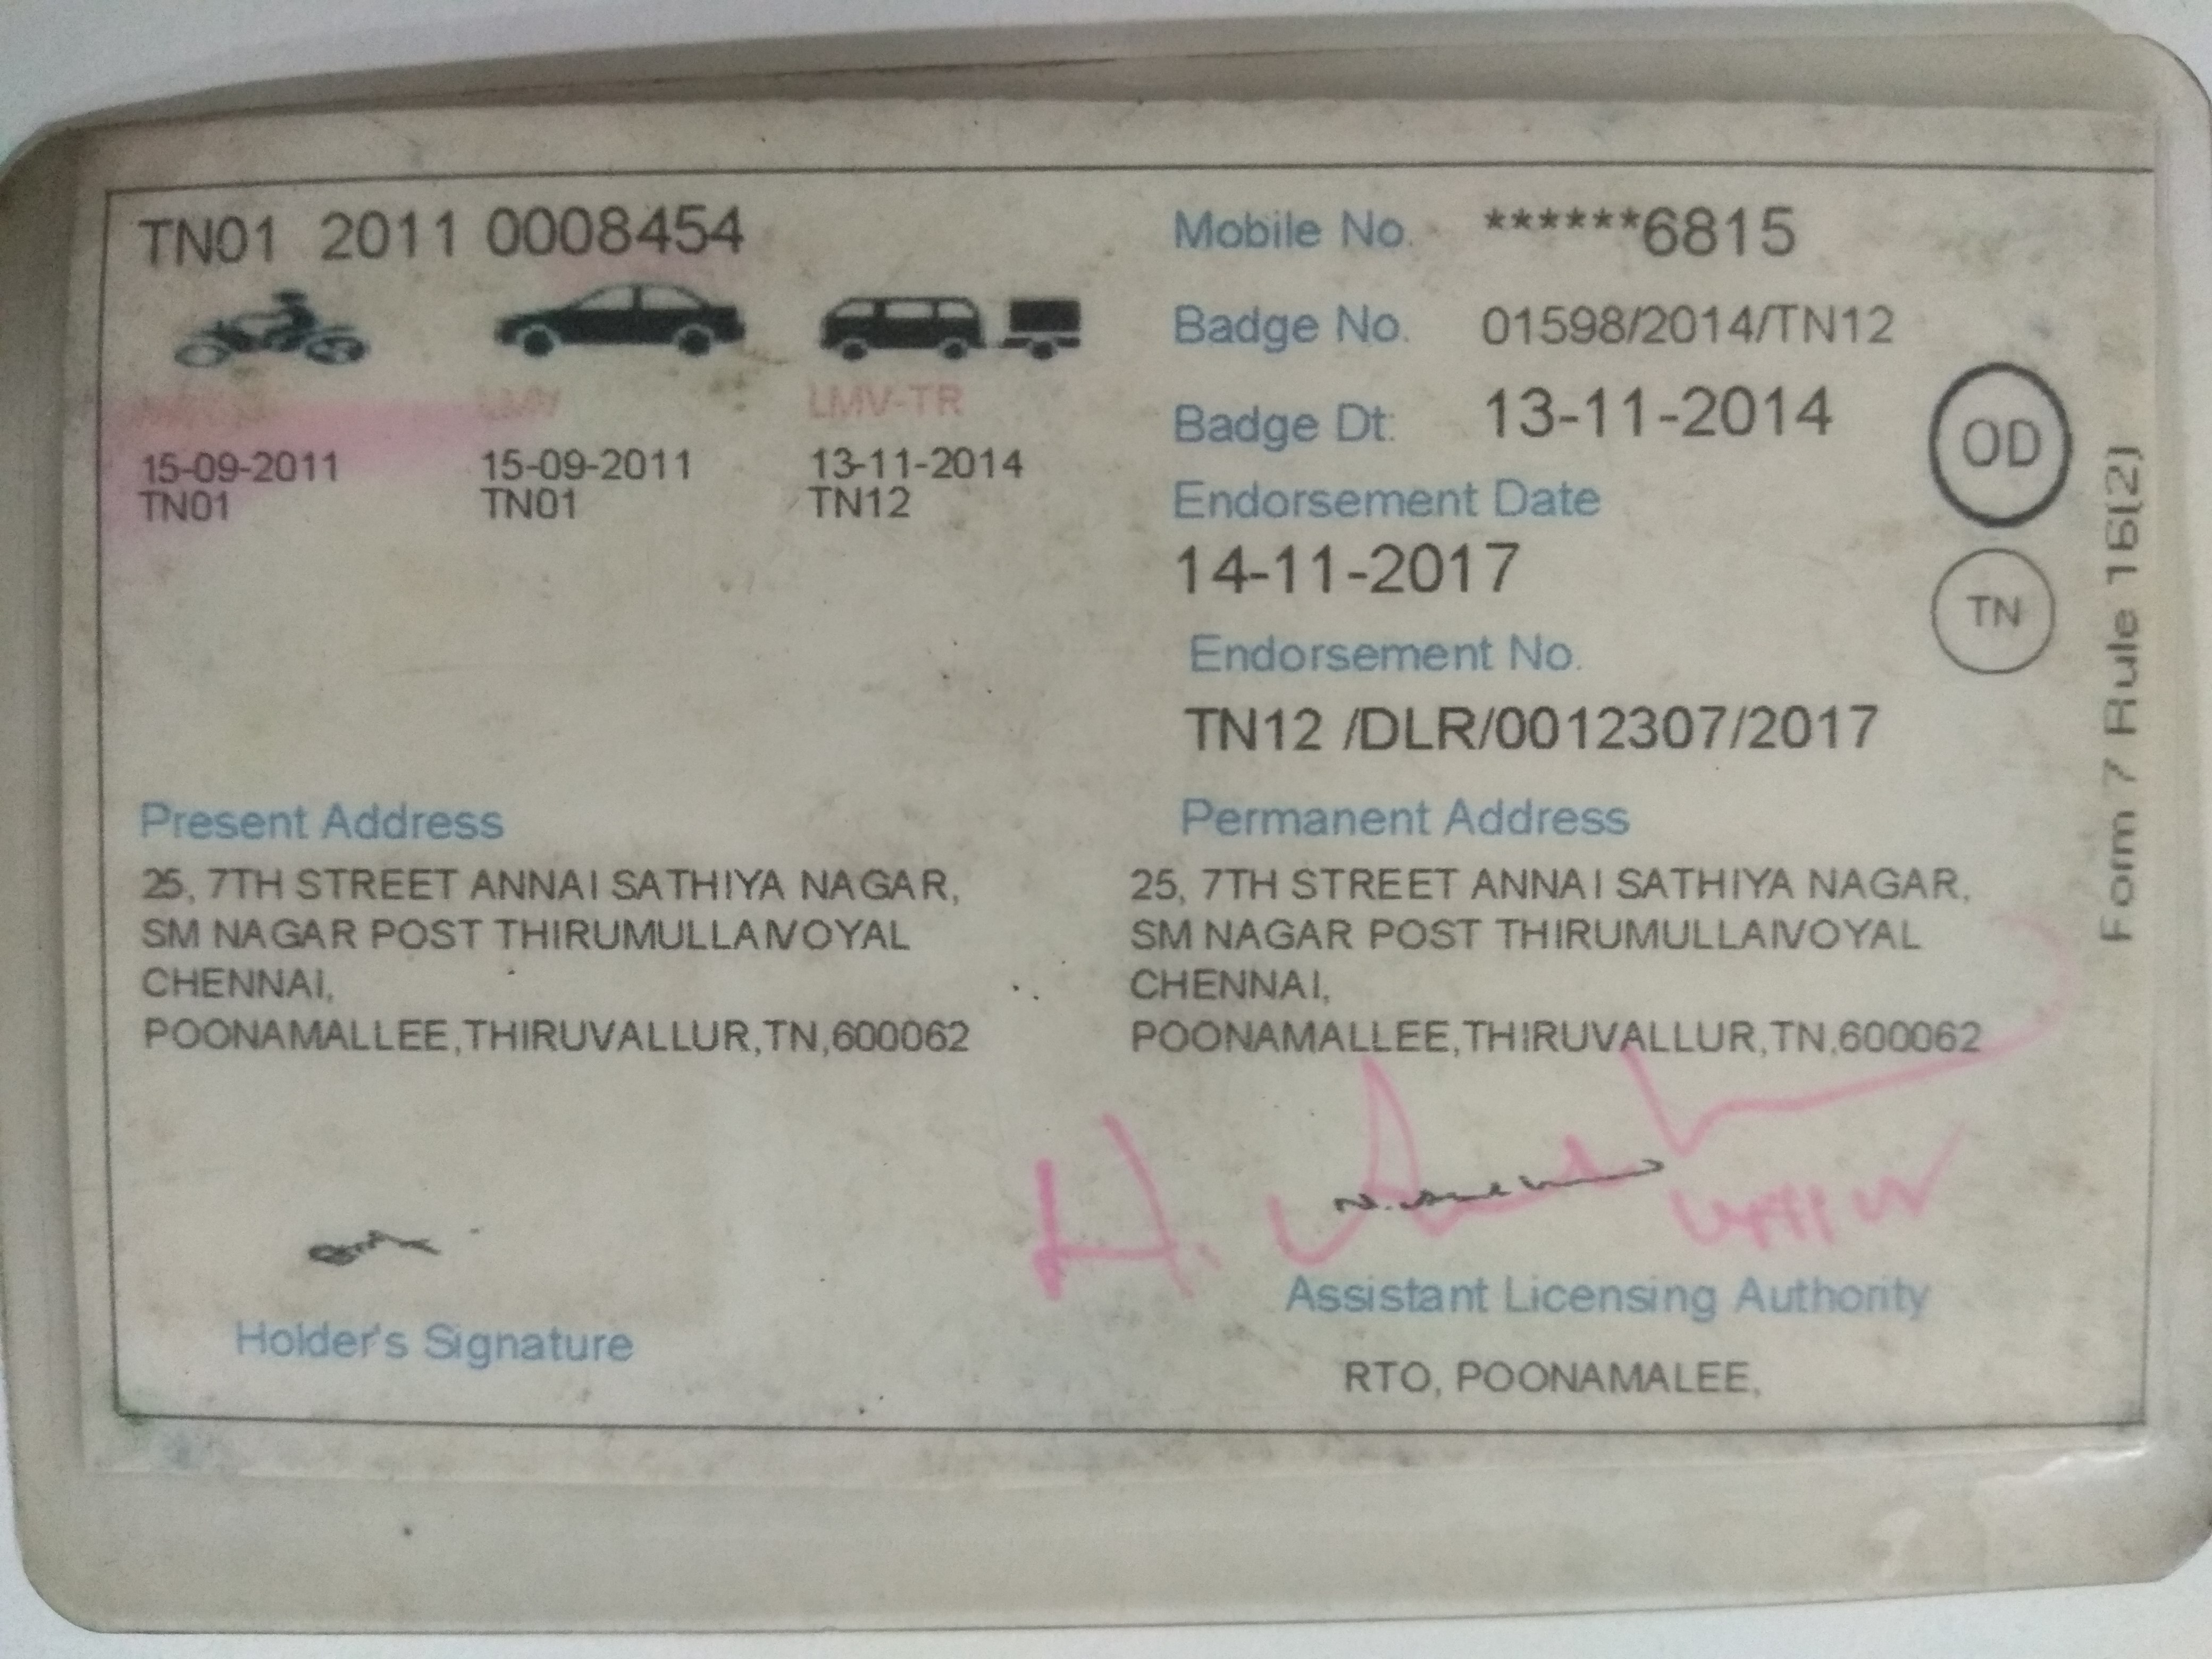 TN01 2011 0008454
LMV LMV-TR
15-09-2011 15-09-2011 13-11-2014
TN01 TN01 TN12
Mobile No. ******6815
Badge No. 01598/2014/TN12
Badge Dt: 13-11-2014
Endorsement Date
14-11-2017
Endorsement No.
TN12 /DLR/0012307/2017
OD
TN
Form 7 Rule 16(2)
Present Address
25, 7TH STREET ANNAI SATHIYA NAGAR,
SM NAGAR POST THIRUMULLAIVOYAL
CHENNAI,
POONAMALLEE,THIRUVALLUR,TN,600062
Permanent Address
25, 7TH STREET ANNAI SATHIYA NAGAR,
SM NAGAR POST THIRUMULLAIVOYAL
CHENNAI,
POONAMALLEE,THIRUVALLUR,TN,600062
Holder's Signature
H.
Assistant Licensing Authority
RTO, POONAMALEE,